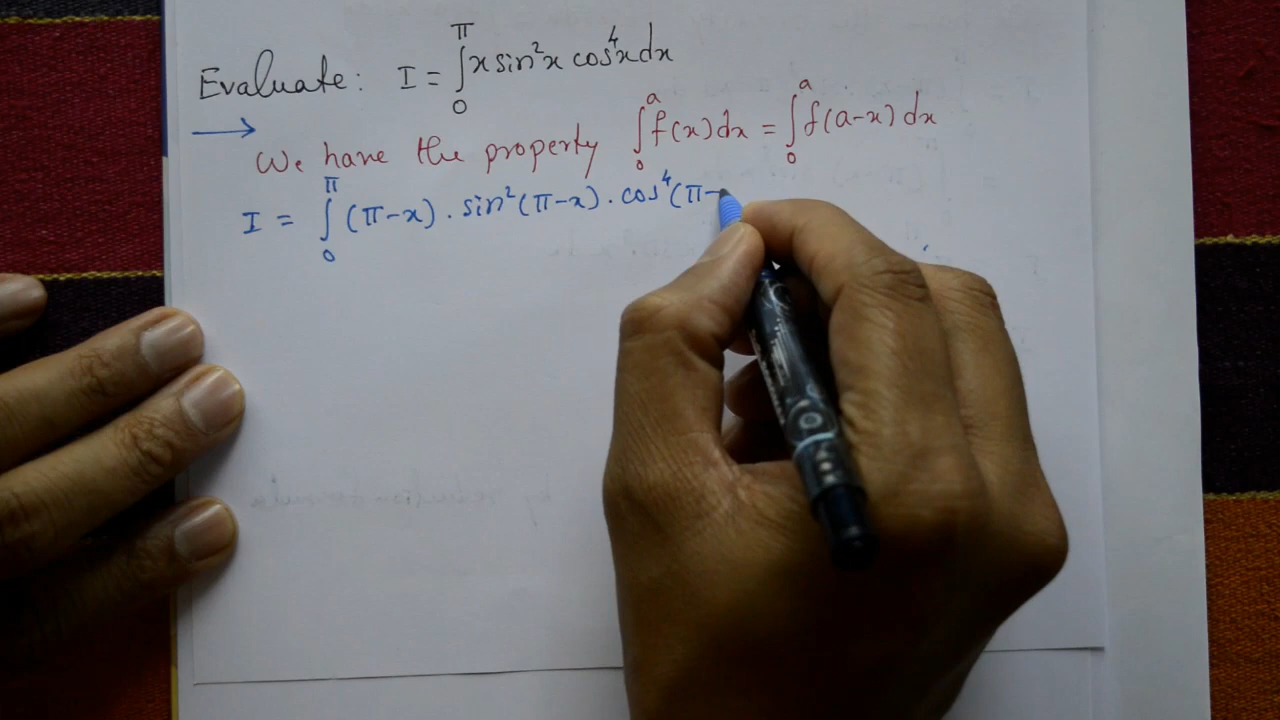 Evaluate: I = ∫₀^π x sin²x cos⁴x dx
We have the property ∫₀^a f(x) dx = ∫₀^a f(a-x) dx
I = ∫₀^π (π-x) . sin²(π-x) . cos⁴(π-